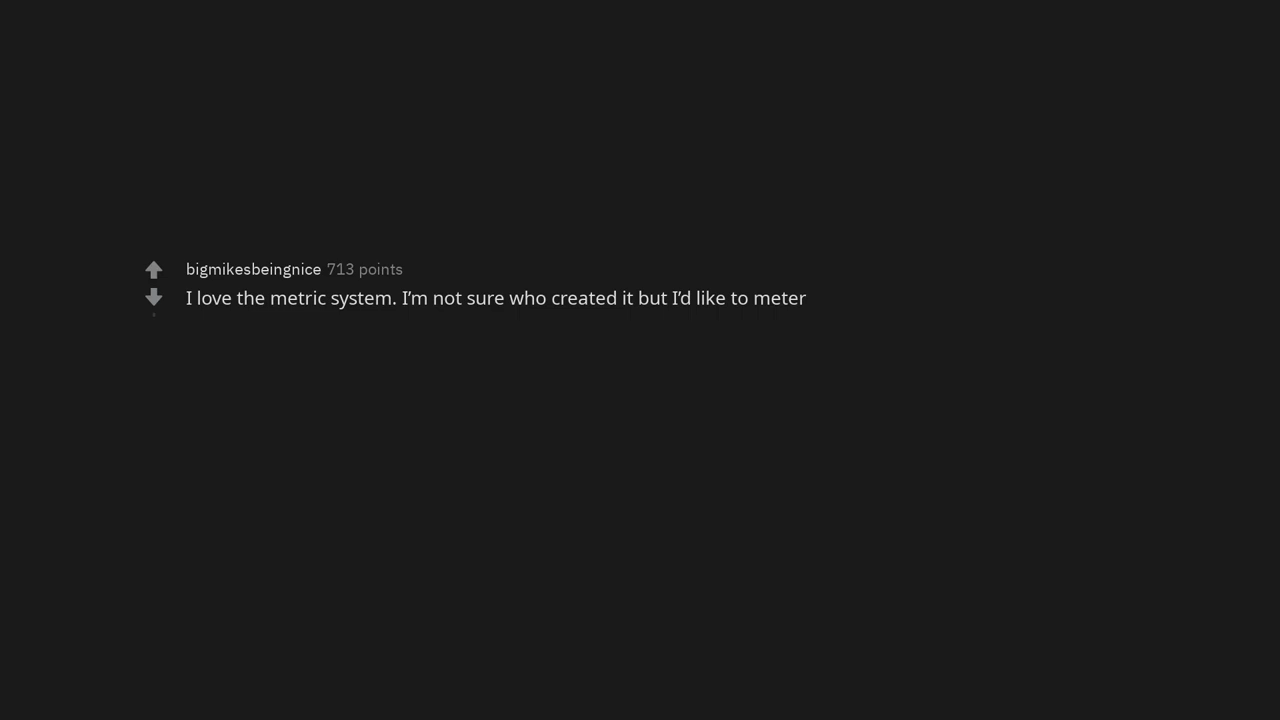 bigmikesbeingnice 713 points
I love the metric system. I’m not sure who created it but I’d like to meter